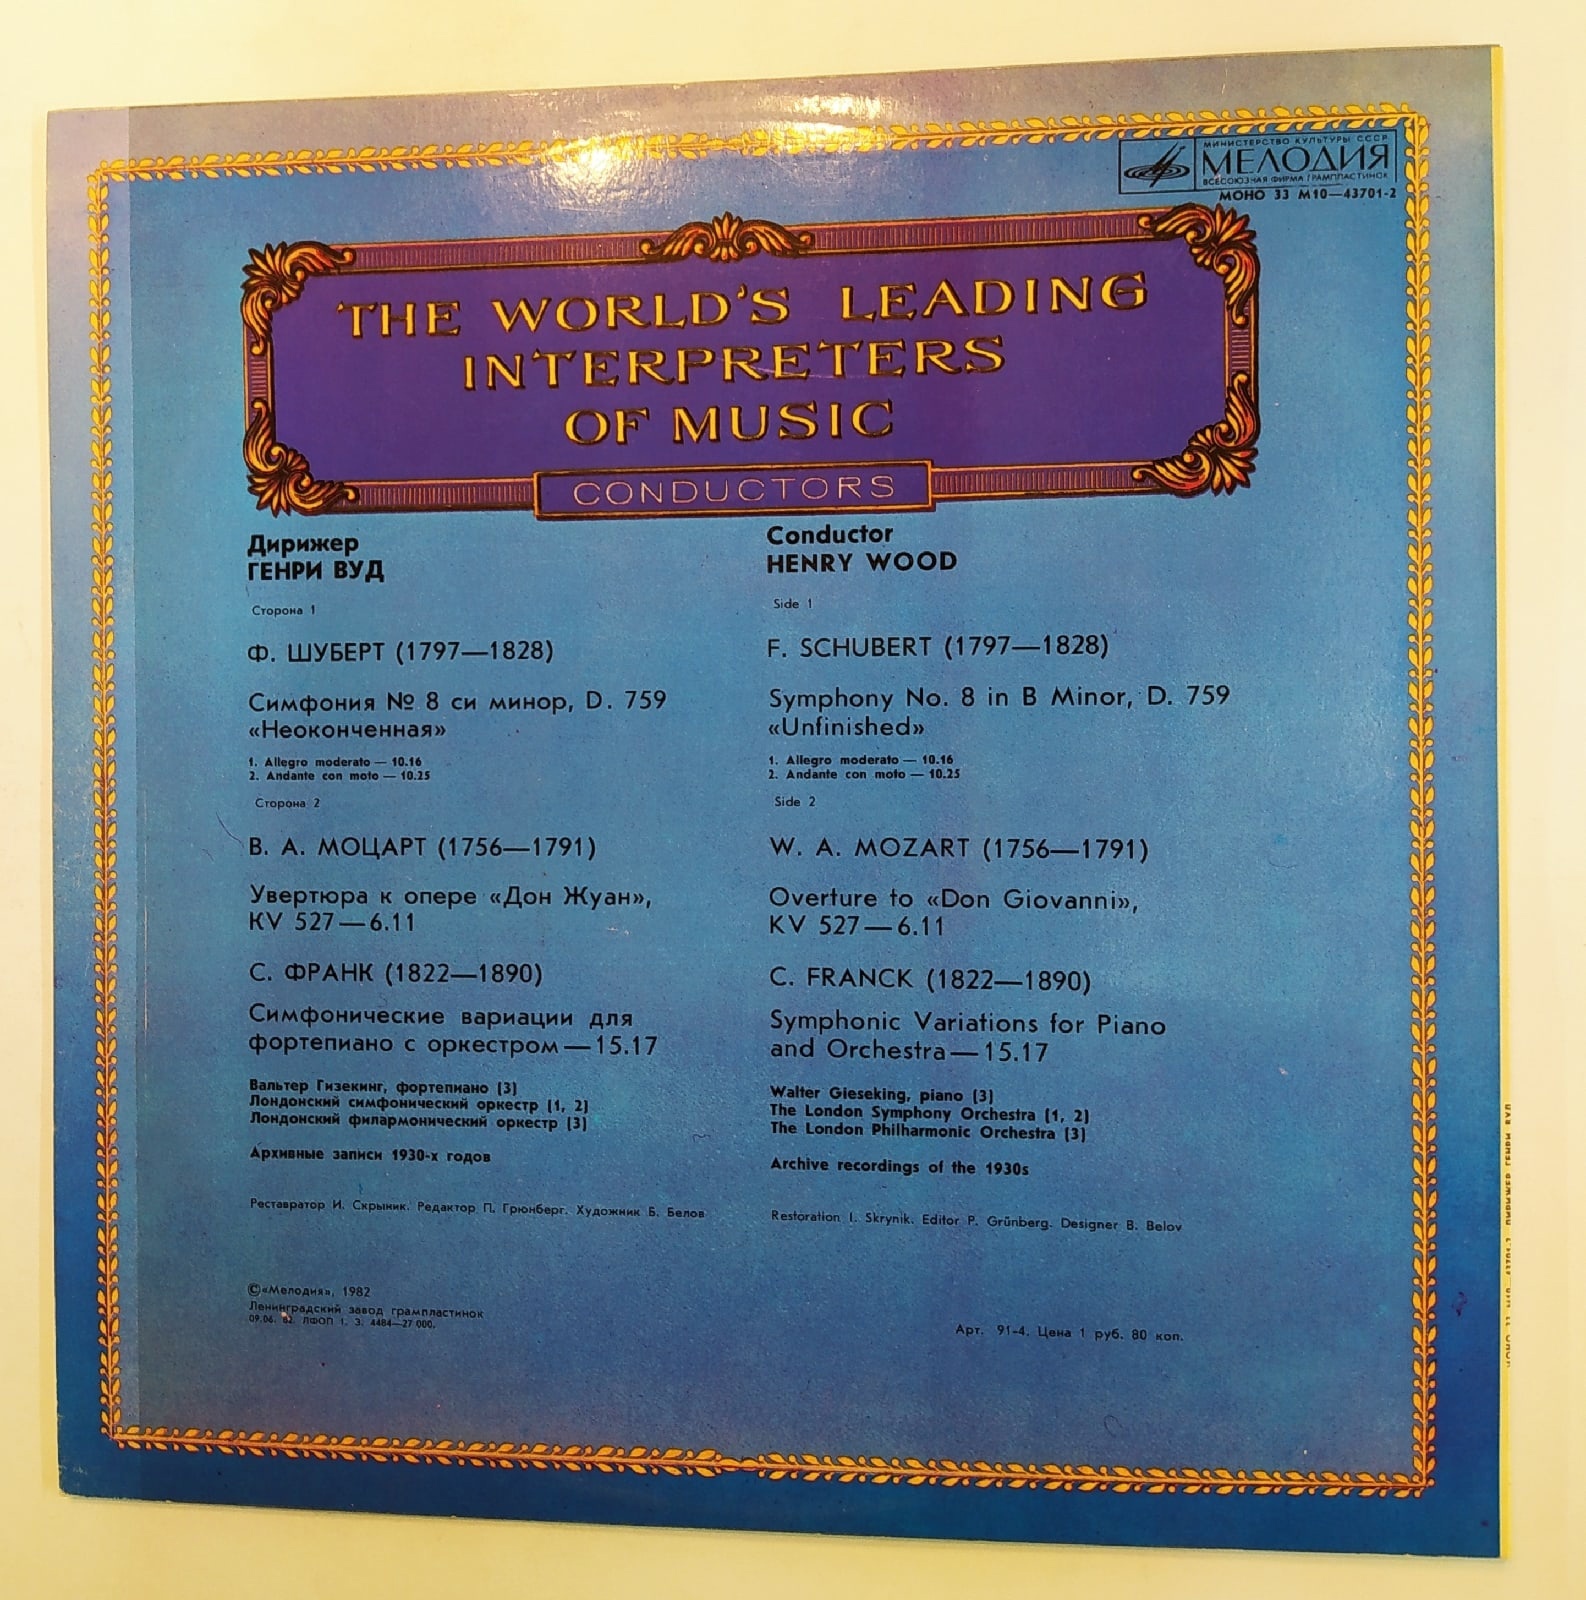 МИНИСТЕРСТВО КУЛЬТУРЫ СССР
МЕЛОДИЯ
ВСЕСОЮЗНАЯ ФИРМА ГРАМПЛАСТИНОК
МОНО 33 М10—43701-2
THE WORLD'S LEADING
INTERPRETERS
OF MUSIC
CONDUCTORS
Дирижер
ГЕНРИ ВУД
Сторона 1
Ф. ШУБЕРТ (1797—1828)
Симфония № 8 си минор, D. 759
«Неоконченная»
1. Allegro moderato — 10.16
2. Andante con moto — 10.25
Сторона 2
В. А. МОЦАРТ (1756—1791)
Увертюра к опере «Дон Жуан»,
KV 527—6.11
С. ФРАНК (1822—1890)
Симфонические вариации для
фортепиано с оркестром—15.17
Вальтер Гизекинг, фортепиано (3)
Лондонский симфонический оркестр (1, 2)
Лондонский филармонический оркестр (3)
Архивные записи 1930-х годов
Реставратор И. Скрыник. Редактор П. Грюнберг. Художник Б. Белов
©«Мелодия», 1982
Ленинградский завод грампластинок
09.06. 82. ЛФОП 1. З. 4484—27 000.
Conductor
HENRY WOOD
Side 1
F. SCHUBERT (1797—1828)
Symphony No. 8 in B Minor, D. 759
«Unfinished»
1. Allegro moderato — 10.16
2. Andante con moto — 10.25
Side 2
W. A. MOZART (1756—1791)
Overture to «Don Giovanni»,
KV 527—6.11
C. FRANCK (1822—1890)
Symphonic Variations for Piano
and Orchestra—15.17
Walter Gieseking, piano (3)
The London Symphony Orchestra (1, 2)
The London Philharmonic Orchestra (3)
Archive recordings of the 1930s
Restoration I. Skrynik. Editor P. Grünberg. Designer B. Belov
Арт. 91-4. Цена 1 руб. 80 коп.